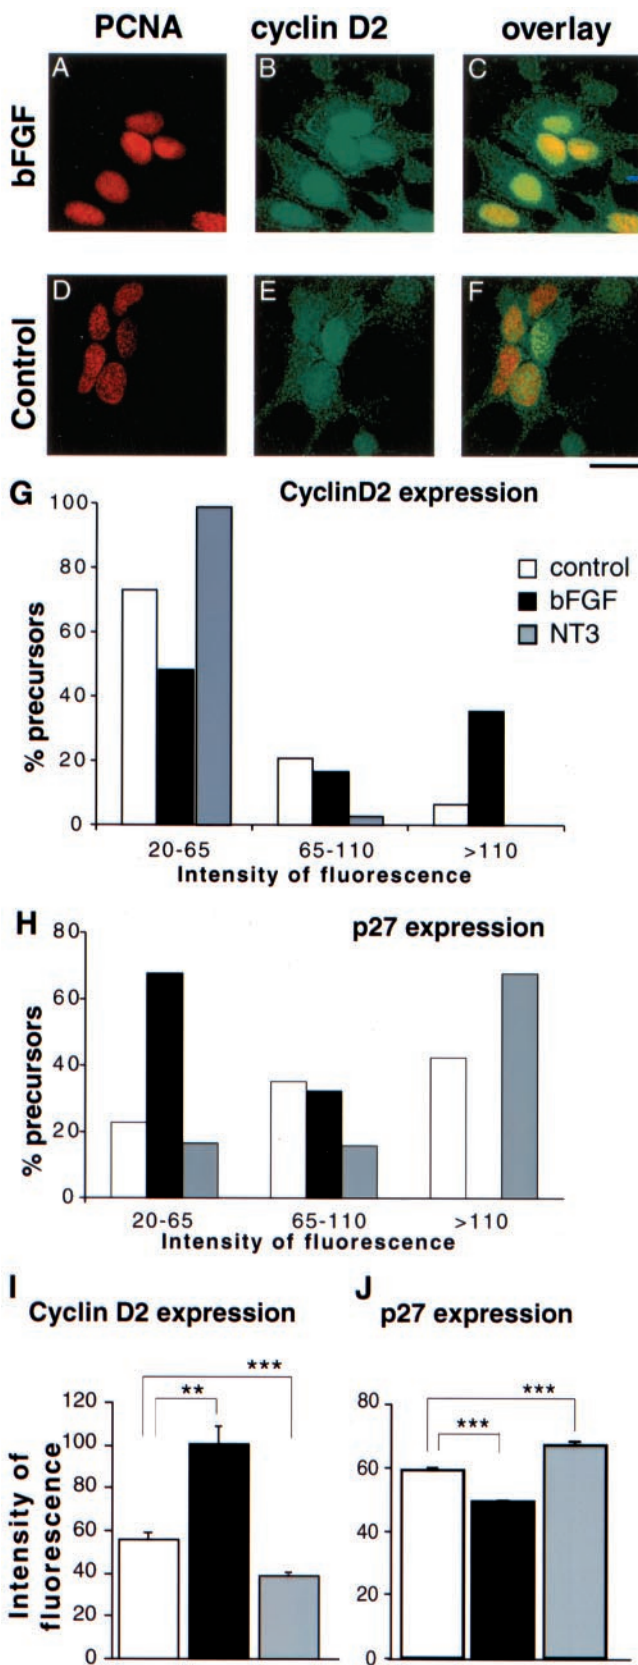 PCNA cyclin D2 overlay
bFGF
A B C
Control
D E F
G CyclinD2 expression
% precursors
100
80
60
40
20
0
control
bFGF
NT3
20-65 65-110 >110
Intensity of fluorescence
H p27 expression
% precursors
80
60
40
20
0
20-65 65-110 >110
Intensity of fluorescence
I J
Cyclin D2 expression p27 expression
Intensity of
fluorescence
***
**
120
100
80
60
40
20
0
***
***
80
60
40
20
0